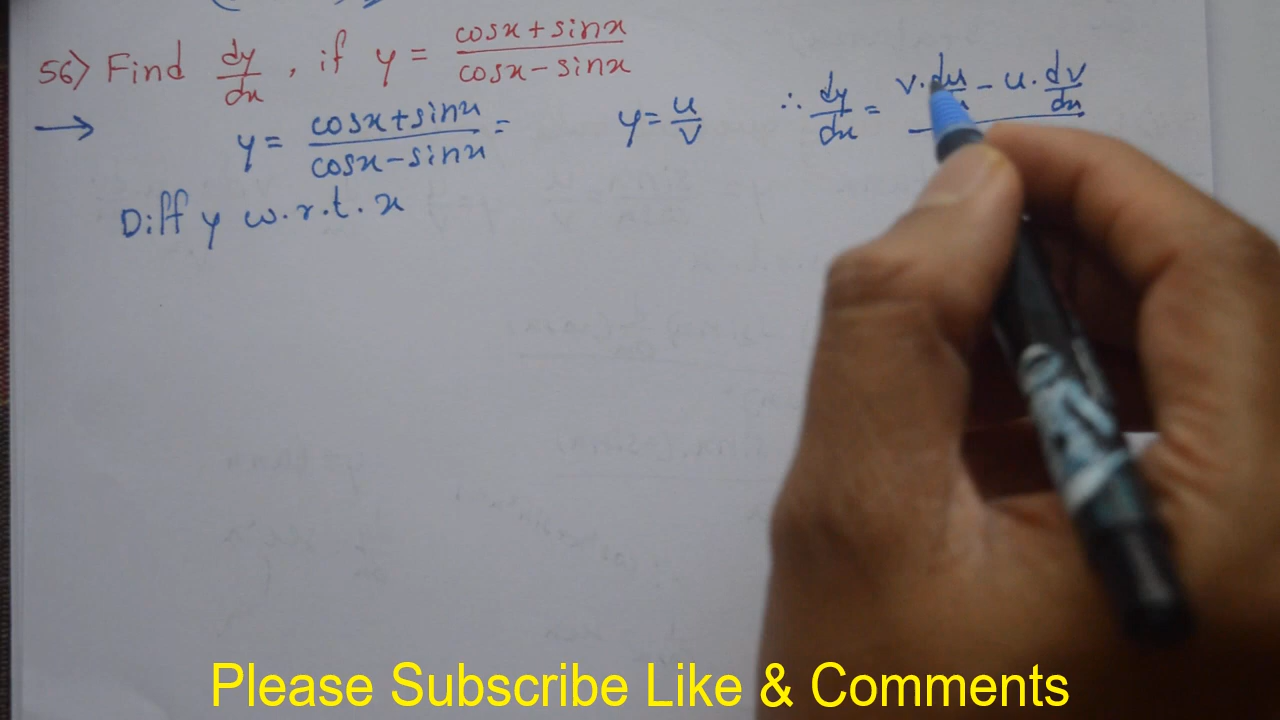 56) Find dy/dx, if y = cosx + sinx / cosx - sinx
→ y = cosx + sinx / cosx - sinx = y = u/v ∴ dy/dx = v. du - u. dv/dx
Diff y w.r.t. x
Please Subscribe Like & Comments